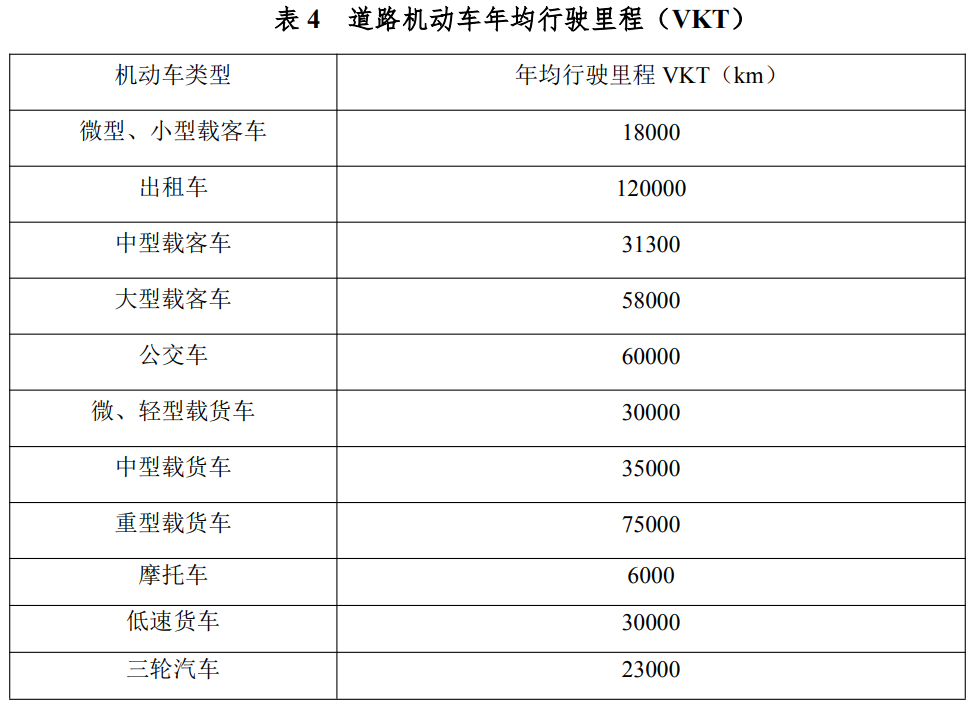 表 4 道路机动车年均行驶里程（VKT）
机动车类型 年均行驶里程 VKT（km）
微型、小型载客车 18000
出租车 120000
中型载客车 31300
大型载客车 58000
公交车 60000
微、轻型载货车 30000
中型载货车 35000
重型载货车 75000
摩托车 6000
低速货车 30000
三轮汽车 23000